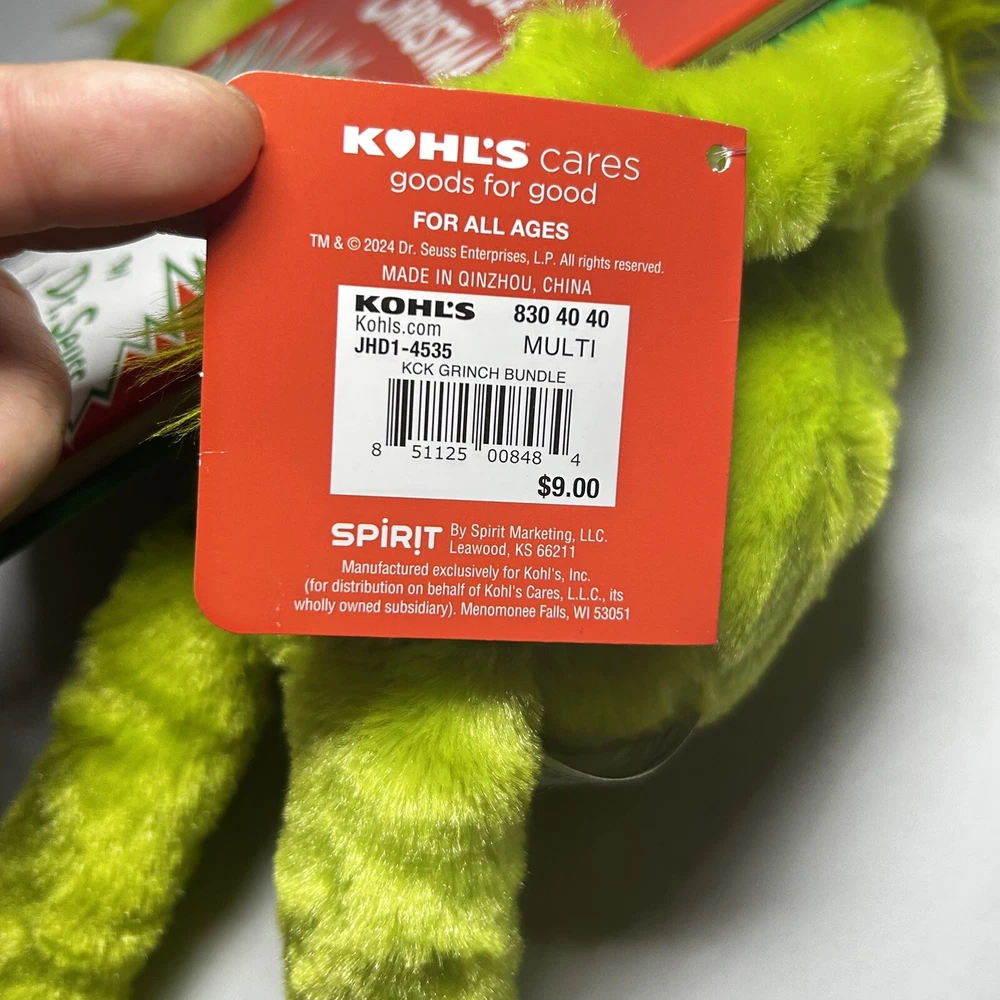 CHRISTMA
Dr. Seuss
KOHL'S cares
goods for good
FOR ALL AGES
TM & © 2024 Dr. Seuss Enterprises, L.P. All rights reserved.
MADE IN QINZHOU, CHINA
KOHL'S 830 40 40
Kohls.com
JHD1-4535 MULTI
KCK GRINCH BUNDLE
8 51125 00848 4
$9.00
SPIRIT By Spirit Marketing, LLC.
Leawood, KS 66211
Manufactured exclusively for Kohl's, Inc.
(for distribution on behalf of Kohl's Cares, L.L.C., its
wholly owned subsidiary). Menomonee Falls, WI 53051